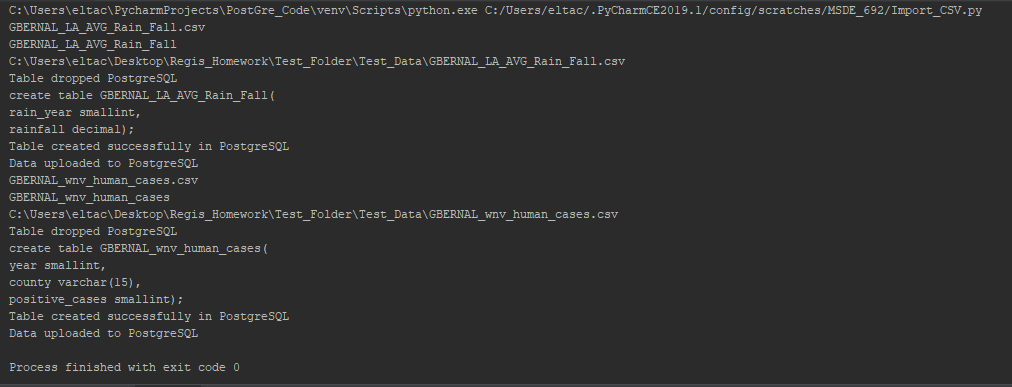 C:\Users\eltac\PycharmProjects\PostGre_Code\venv\Scripts\python.exe C:/Users/eltac/.PyCharmCE2019.1/config/scratches/MSDE_692/Import_CSV.py
GBERNAL_LA_AVG_Rain_Fall.csv
GBERNAL_LA_AVG_Rain_Fall
C:\Users\eltac\Desktop\Regis_Homework\Test_Folder\Test_Data\GBERNAL_LA_AVG_Rain_Fall.csv
Table dropped PostgreSQL
create table GBERNAL_LA_AVG_Rain_Fall(
rain_year smallint,
rainfall decimal);
Table created successfully in PostgreSQL
Data uploaded to PostgreSQL
GBERNAL_wnv_human_cases.csv
GBERNAL_wnv_human_cases
C:\Users\eltac\Desktop\Regis_Homework\Test_Folder\Test_Data\GBERNAL_wnv_human_cases.csv
Table dropped PostgreSQL
create table GBERNAL_wnv_human_cases(
year smallint,
county varchar(15),
positive_cases smallint);
Table created successfully in PostgreSQL
Data uploaded to PostgreSQL
Process finished with exit code 0